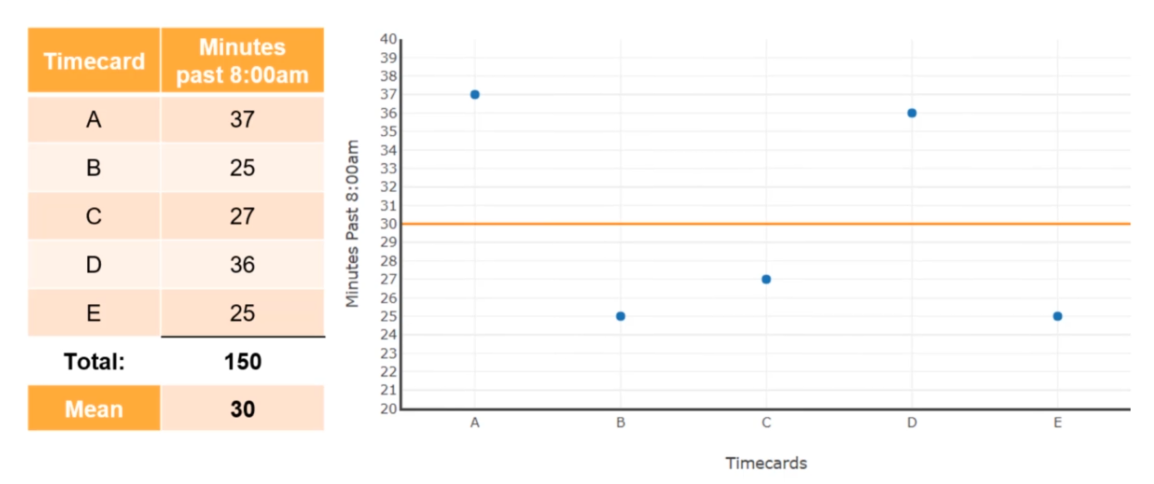 Timecard Minutes past 8:00am
A 37
B 25
C 27
D 36
E 25
Total: 150
Mean 30
Minutes Past 8:00am
40
39
38
37
36
35
34
33
32
31
30
29
28
27
26
25
24
23
22
21
20
A B C D E
Timecards